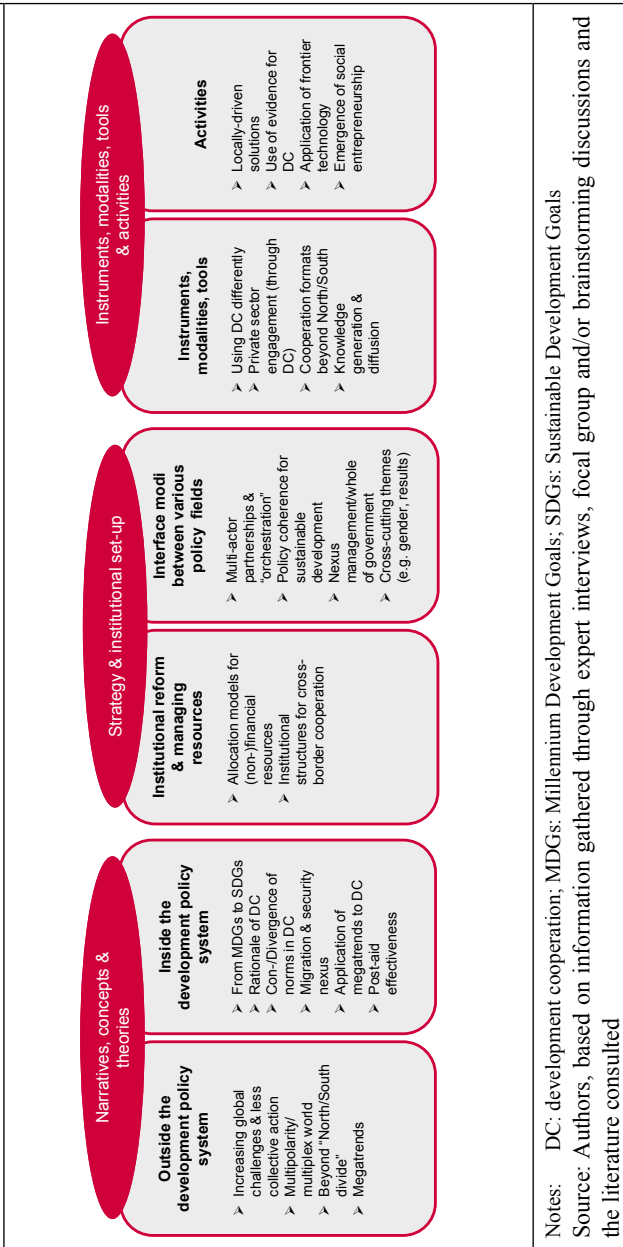 Narratives, concepts &
theories
Outside the
development policy
system
➢ Increasing global
challenges & less
collective action
➢ Multipolarity/
multiplex world
➢ Beyond "North/South
divide"
➢ Megatrends
Inside the
development policy
system
➢ From MDGs to SDGs
➢ Rationale of DC
➢ Con-/Divergence of
norms in DC
➢ Migration & security
nexus
➢ Application of
megatrends to DC
➢ Post-aid
effectiveness
Strategy & institutional set-up
Institutional reform
& managing
resources
➢ Allocation models for
(non-)financial
resources
➢ Institutional
structures for cross-
border cooperation
Interface modi
between various
policy fields
➢ Multi-actor
partnerships &
“orchestration”
➢ Policy coherence for
sustainable
development
➢ Nexus
management/whole
of government
➢ Cross-cutting themes
(e.g. gender, results)
Instruments, modalities, tools
& activities
Instruments,
modalities, tools
➢ Using DC differently
➢ Private sector
engagement (through
DC)
➢ Cooperation formats
beyond North/South
➢ Knowledge
generation &
diffusion
Activities
➢ Locally-driven
solutions
➢ Use of evidence for
DC
➢ Application of frontier
technology
➢ Emergence of social
entrepreneurship
Notes: DC: development cooperation; MDGs: Millennium Development Goals; SDGs: Sustainable Development Goals
Source: Authors, based on information gathered through expert interviews, focal group and/or brainstorming discussions and
the literature consulted